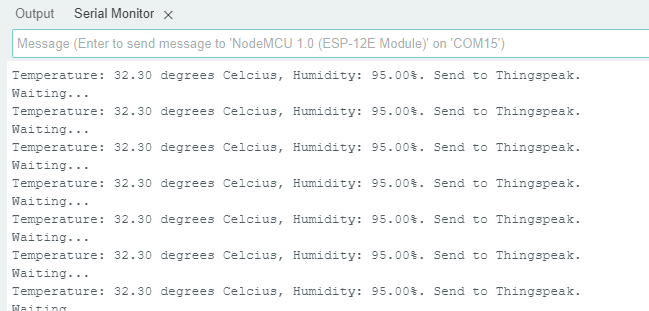 Output Serial Monitor ×
Message (Enter to send message to 'NodeMCU 1.0 (ESP-12E Module)' on 'COM15')
Temperature: 32.30 degrees Celcius, Humidity: 95.00%. Send to Thingspeak.
Waiting...
Temperature: 32.30 degrees Celcius, Humidity: 95.00%. Send to Thingspeak.
Waiting...
Temperature: 32.30 degrees Celcius, Humidity: 95.00%. Send to Thingspeak.
Waiting...
Temperature: 32.30 degrees Celcius, Humidity: 95.00%. Send to Thingspeak.
Waiting...
Temperature: 32.30 degrees Celcius, Humidity: 95.00%. Send to Thingspeak.
Waiting...
Temperature: 32.30 degrees Celcius, Humidity: 95.00%. Send to Thingspeak.
Waiting...
Temperature: 32.30 degrees Celcius, Humidity: 95.00%. Send to Thingspeak.
Waiting